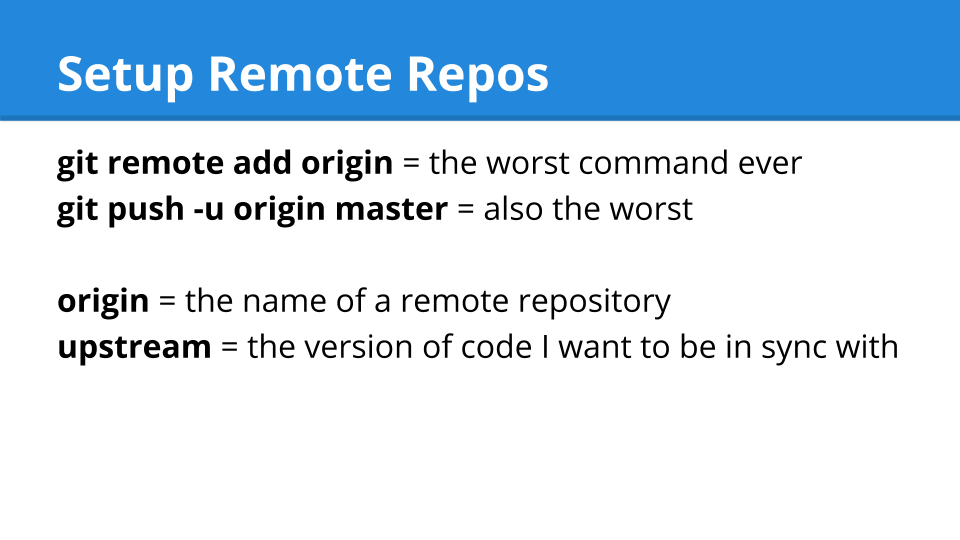 Setup Remote Repos
git remote add origin = the worst command ever
git push -u origin master = also the worst
origin = the name of a remote repository
upstream = the version of code I want to be in sync with